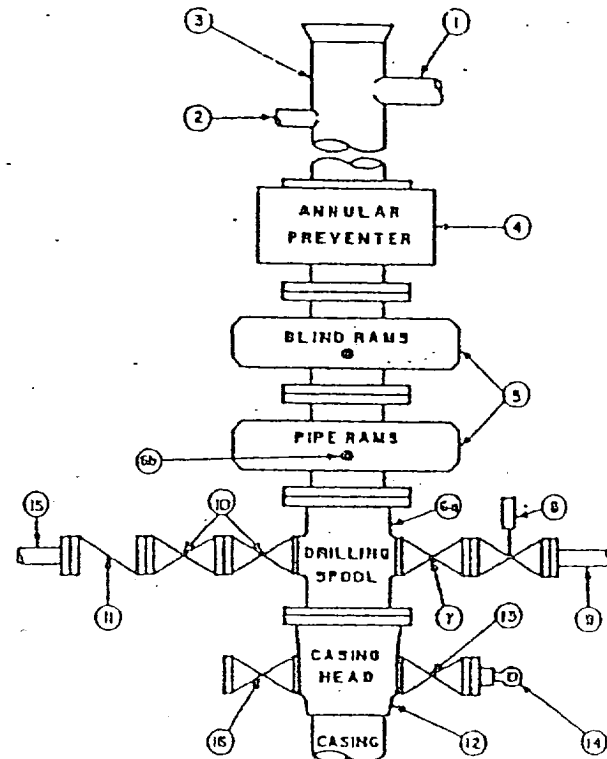 3
1
2
ANNULAR
PREVENTER
4
BLIND RAMS
5
PIPE RAMS
6b
15
10
6a
8
DRILLING
SPOOL
11
7
9
13
CASING
HEAD
16
CASING
12
14